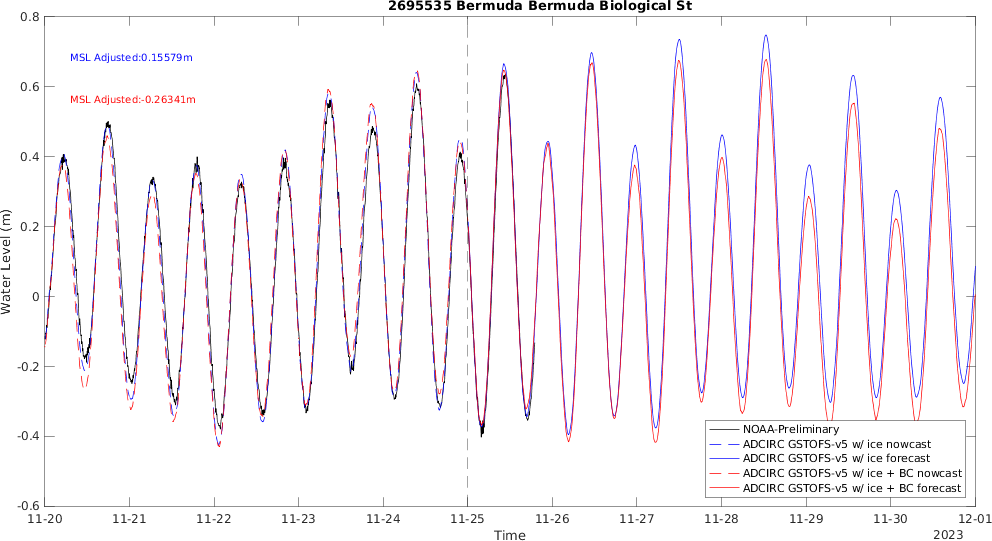 2695535 Bermuda Bermuda Biological St
MSL Adjusted:0.15579m
MSL Adjusted:-0.26341m
Water Level (m)
0.8
0.6
0.4
0.2
0
-0.2
-0.4
-0.6
NOAA-Preliminary
ADCIRC GSTOFS-v5 w/ ice nowcast
ADCIRC GSTOFS-v5 w/ ice forecast
ADCIRC GSTOFS-v5 w/ ice + BC nowcast
ADCIRC GSTOFS-v5 w/ ice + BC forecast
11-20 11-21 11-22 11-23 11-24 11-25 11-26 11-27 11-28 11-29 11-30 12-01
Time
2023